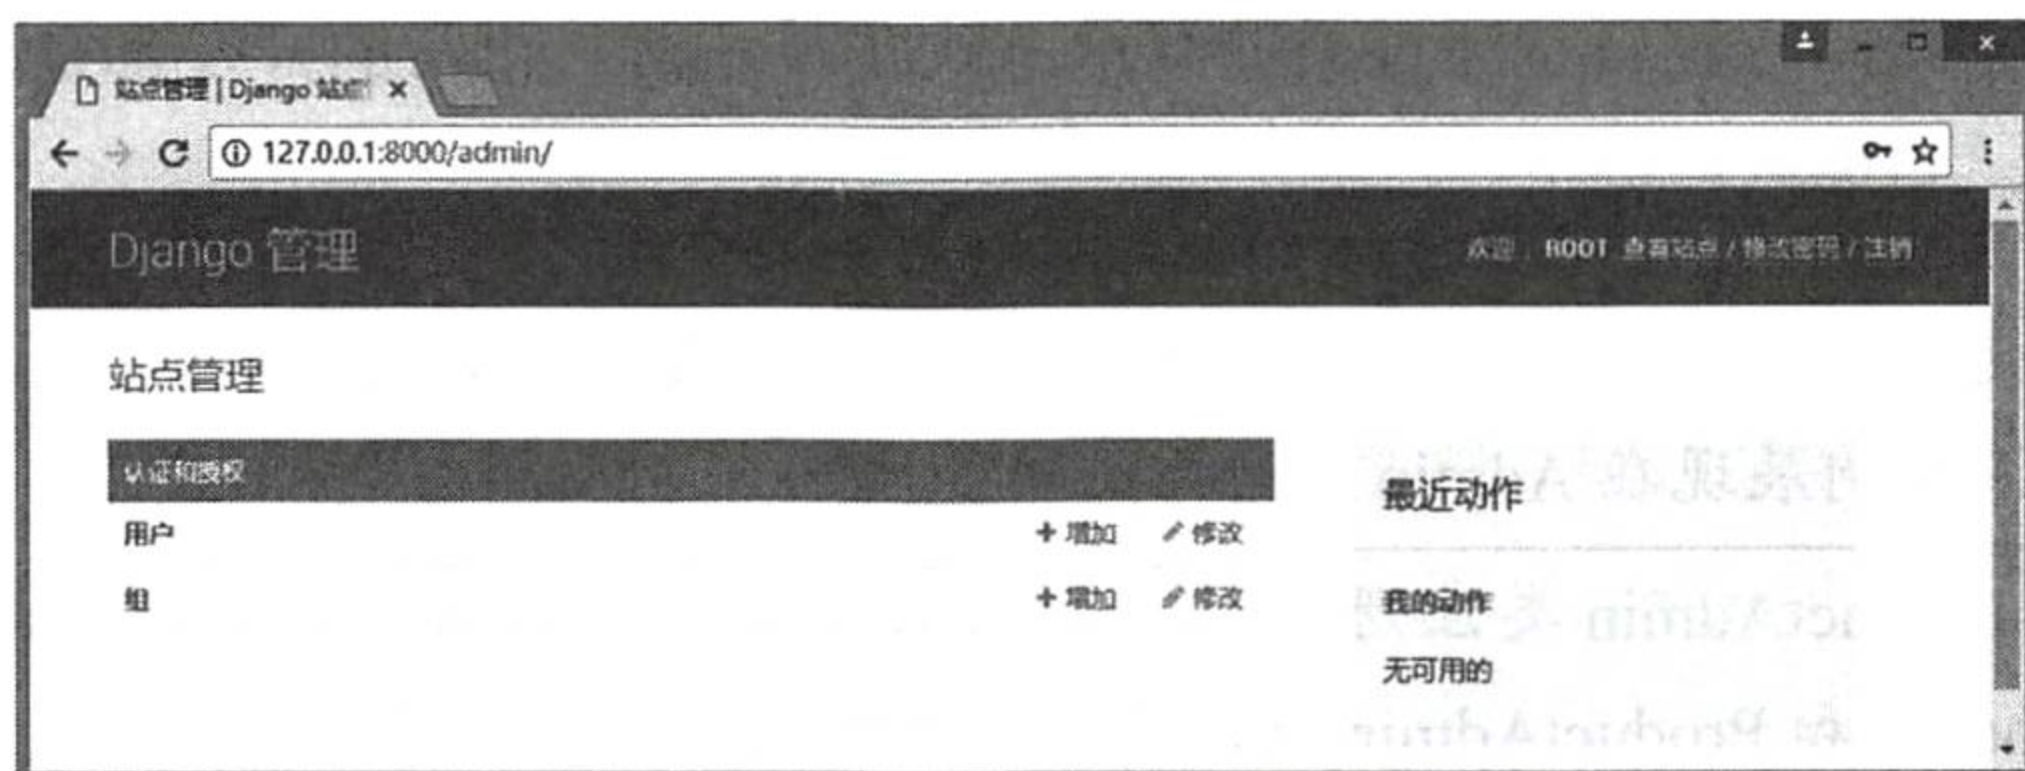 站点管理 | Django 站点
127.0.0.1:8000/admin/
Django 管理
欢迎, ROOT 查看站点 / 修改密码 / 注销
站点管理
认证和授权
用户 + 增加 修改
组 + 增加 修改
最近动作
我的动作
无可用的